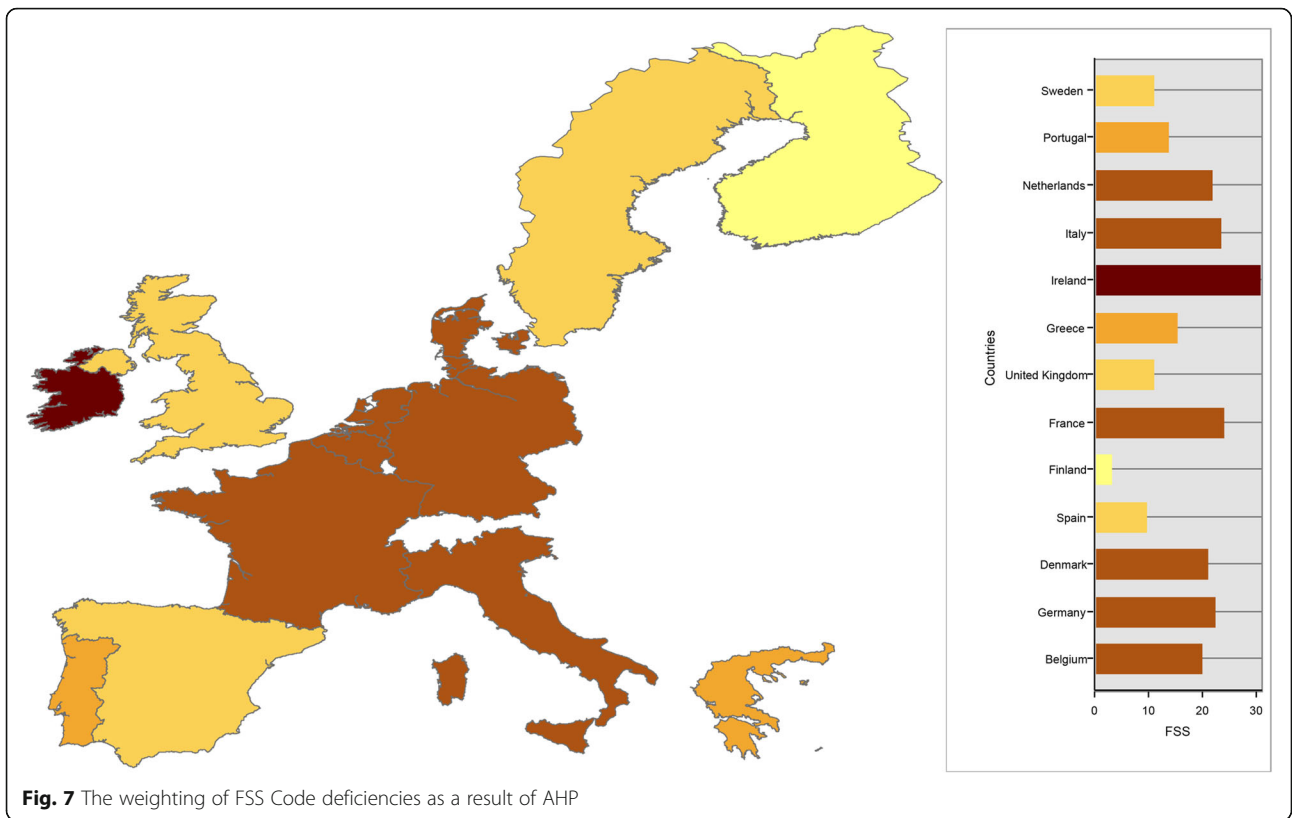 Sweden
Portugal
Netherlands
Italy
Ireland
Greece
United Kingdom
France
Finland
Spain
Denmark
Germany
Belgium
Countries
0 10 20 30
FSS
Fig. 7 The weighting of FSS Code deficiencies as a result of AHP